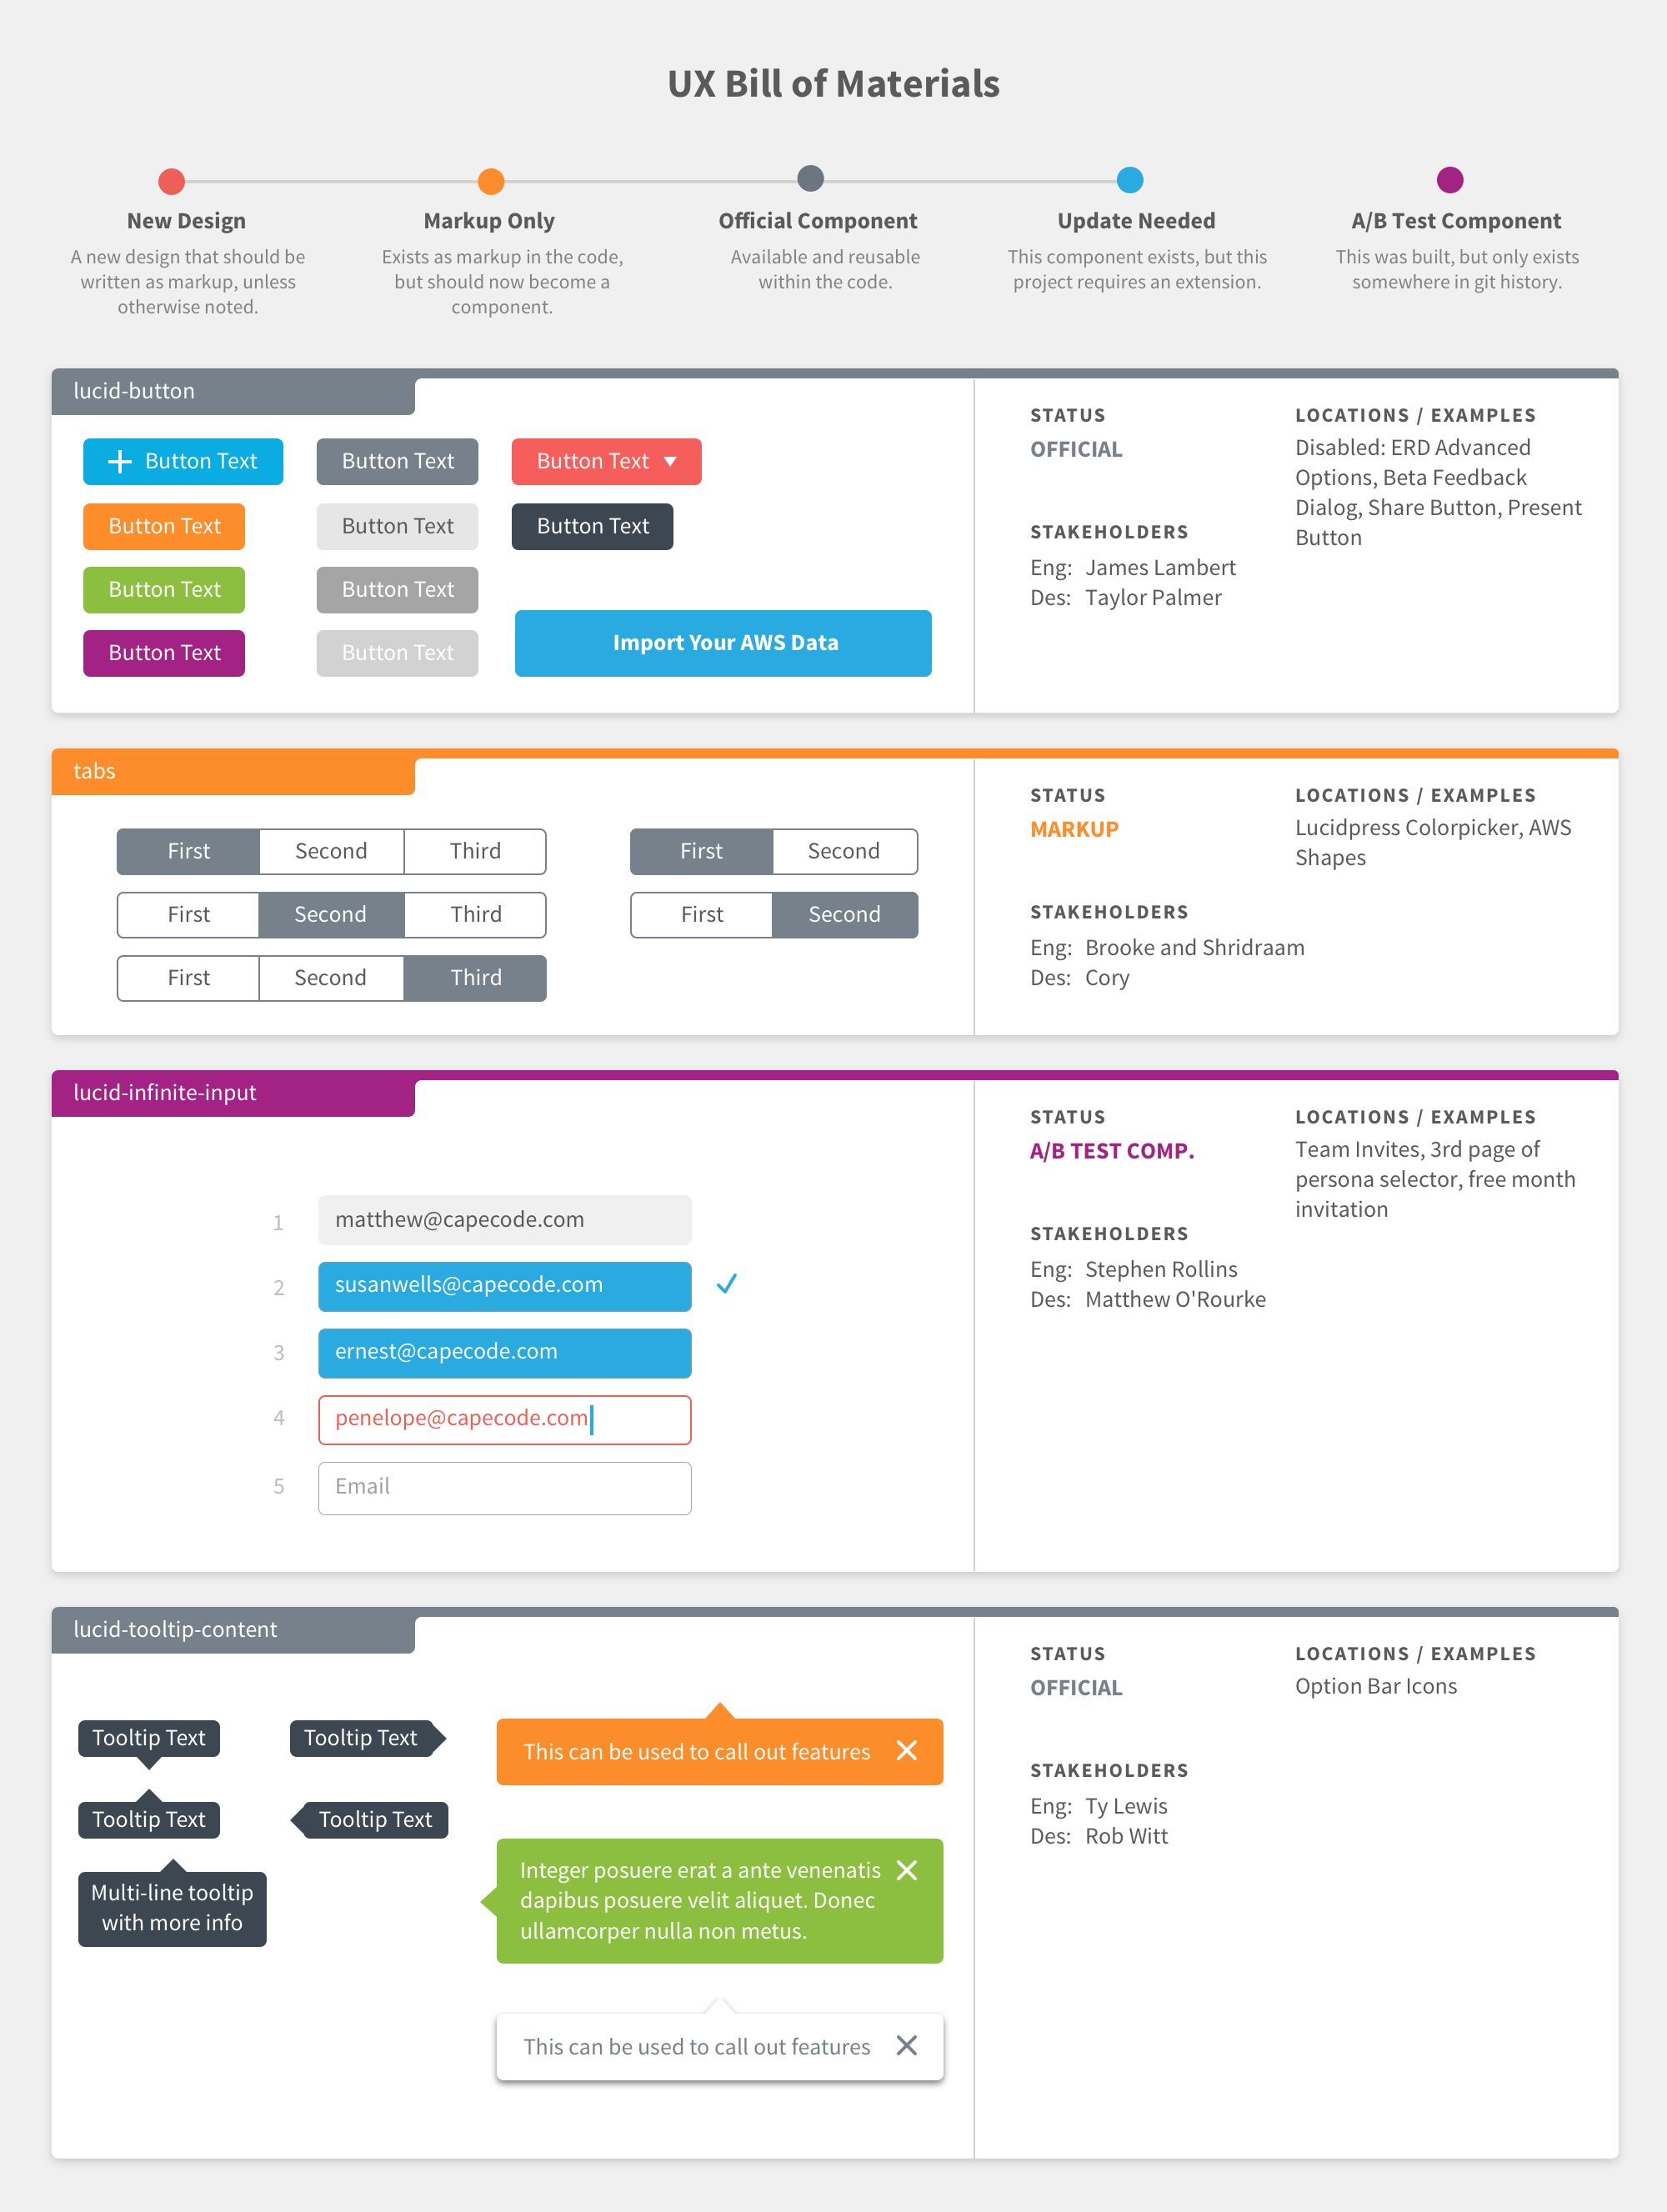 UX Bill of Materials
New Design
A new design that should be
written as markup, unless
otherwise noted.
Markup Only
Exists as markup in the code,
but should now become a
component.
Official Component
Available and reusable
within the code.
Update Needed
This component exists, but this
project requires an extension.
A/B Test Component
This was built, but only exists
somewhere in git history.
lucid-button
Button Text
Button Text
Button Text
Button Text
Button Text
Button Text
Button Text
Button Text
Button Text
Button Text
Import Your AWS Data
STATUS
OFFICIAL
STAKEHOLDERS
Eng: James Lambert
Des: Taylor Palmer
LOCATIONS / EXAMPLES
Disabled: ERD Advanced
Options, Beta Feedback
Dialog, Share Button, Present
Button
tabs
First Second Third
First Second Third
First Second Third
First Second
First Second
STATUS
MARKUP
STAKEHOLDERS
Eng: Brooke and Shridraam
Des: Cory
LOCATIONS / EXAMPLES
Lucidpress Colorpicker, AWS
Shapes
lucid-infinite-input
1 matthew@capecode.com
2 susanwells@capecode.com
3 ernest@capecode.com
4 penelope@capecode.com
5 Email
STATUS
A/B TEST COMP.
STAKEHOLDERS
Eng: Stephen Rollins
Des: Matthew O'Rourke
LOCATIONS / EXAMPLES
Team Invites, 3rd page of
persona selector, free month
invitation
lucid-tooltip-content
Tooltip Text
Tooltip Text
Tooltip Text
Tooltip Text
Multi-line tooltip
with more info
This can be used to call out features
Integer posuere erat a ante venenatis
dapibus posuere velit aliquet. Donec
ullamcorper nulla non metus.
This can be used to call out features
STATUS
OFFICIAL
STAKEHOLDERS
Eng: Ty Lewis
Des: Rob Witt
LOCATIONS / EXAMPLES
Option Bar Icons